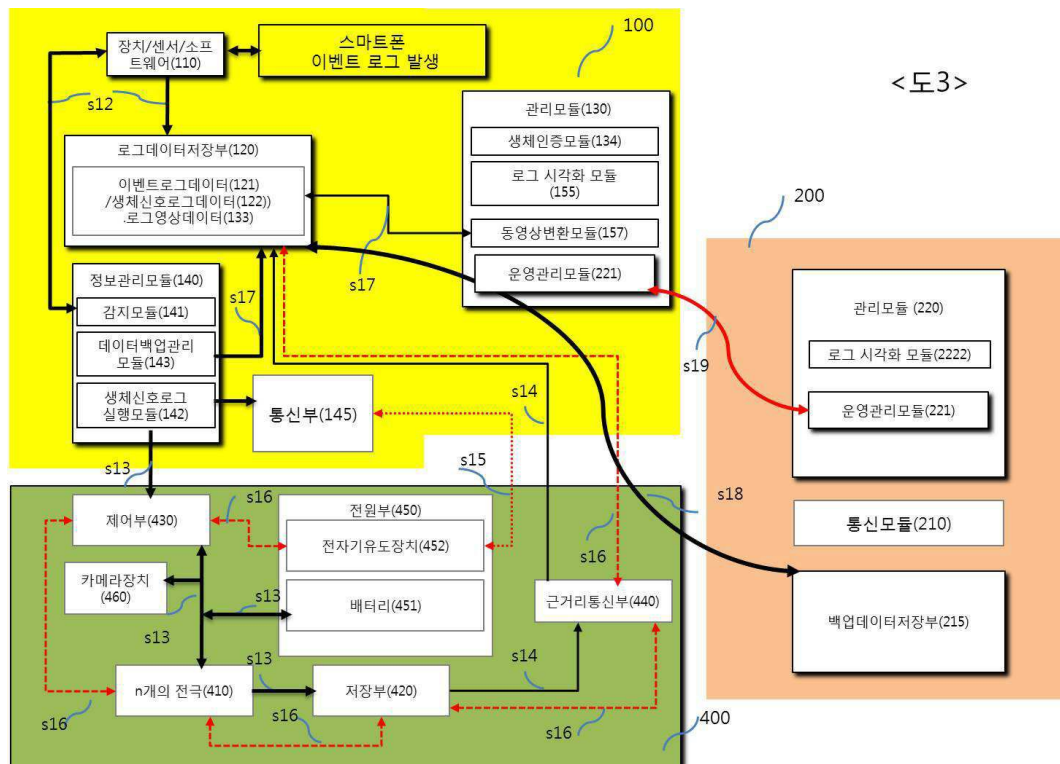 장치/센서/소프
트웨어(110)
스마트폰
이벤트 로그 발생
100
<도3>
s12
관리모듈(130)
생체인증모듈(134)
로그 시각화 모듈
(155)
동영상변환모듈(157)
운영관리모듈(221)
로그데이터저장부(120)
이벤트로그데이터(121)
/생체신호로그데이터(122))
.로그영상데이터(133)
200
s17
s17
정보관리모듈(140)
감지모듈(141)
데이터백업관리
모듈(143)
생체신호로그
실행모듈(142)
통신부(145)
s14
s19
관리모듈 (220)
로그 시각화 모듈(2222)
운영관리모듈(221)
s13
s15
s18
s16
제어부(430)
전원부(450)
전자기유도장치(452)
s16
통신모듈(210)
카메라장치
(460)
s13
배터리(451)
근거리통신부(440)
백업데이터저장부(215)
s13
s13
s14
n개의 전극(410)
저장부(420)
s16
s16
s16
400